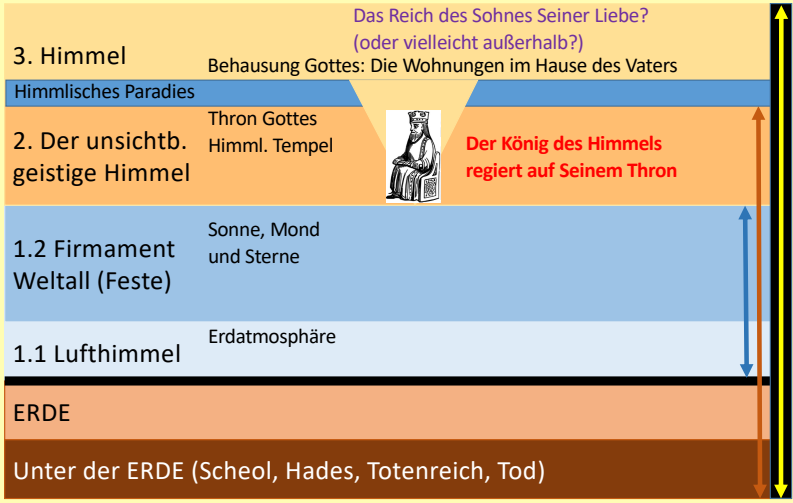 Das Reich des Sohnes Seiner Liebe?
(oder vielleicht außerhalb?)
3. Himmel
Behausung Gottes: Die Wohnungen im Hause des Vaters
Himmlisches Paradies
Thron Gottes
Himml. Tempel
2. Der unsichtb.
geistige Himmel
Der König des Himmels
regiert auf Seinem Thron
Sonne, Mond
und Sterne
1.2 Firmament
Weltall (Feste)
Erdatmosphäre
1.1 Lufthimmel
ERDE
Unter der ERDE (Scheol, Hades, Totenreich, Tod)